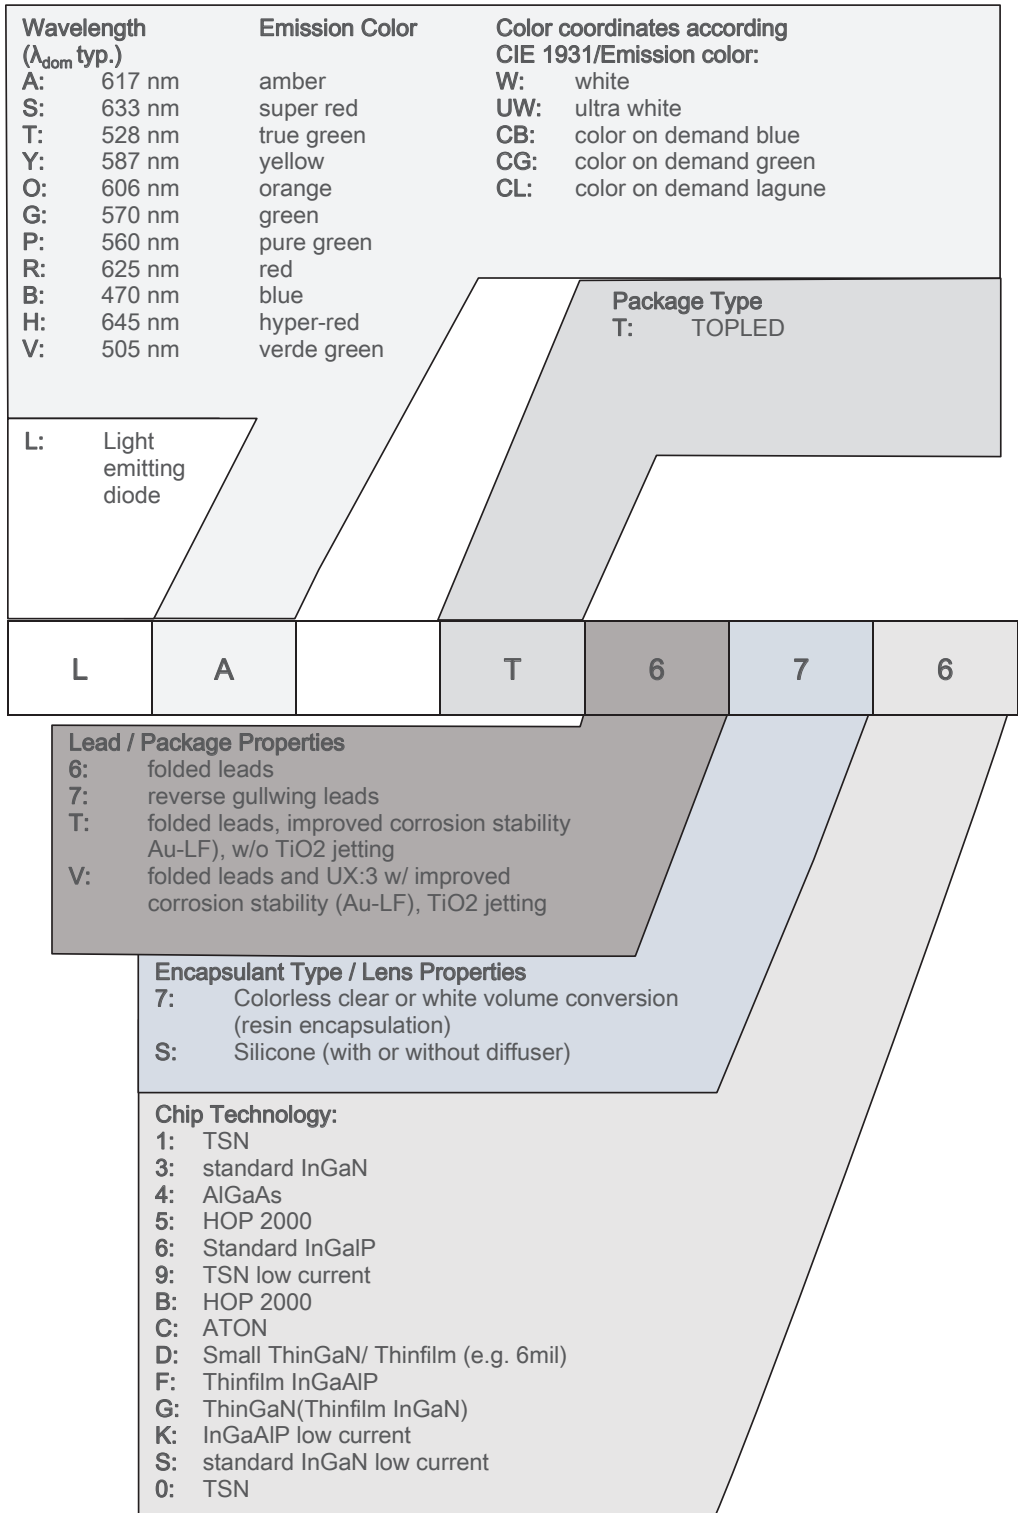 Wavelength Emission Color Color coordinates according
(λdom typ.) CIE 1931/Emission color:
A: 617 nm amber W: white
S: 633 nm super red UW: ultra white
T: 528 nm true green CB: color on demand blue
Y: 587 nm yellow CG: color on demand green
O: 606 nm orange CL: color on demand lagune
G: 570 nm green
P: 560 nm pure green
R: 625 nm red
B: 470 nm blue
H: 645 nm hyper-red
V: 505 nm verde green
Package Type
T: TOPLED
L: Light
emitting
diode
L A T 6 7 6
Lead / Package Properties
6: folded leads
7: reverse gullwing leads
T: folded leads, improved corrosion stability
Au-LF), w/o TiO2 jetting
V: folded leads and UX:3 w/ improved
corrosion stability (Au-LF), TiO2 jetting
Encapsulant Type / Lens Properties
7: Colorless clear or white volume conversion
(resin encapsulation)
S: Silicone (with or without diffuser)
Chip Technology:
1: TSN
3: standard InGaN
4: AlGaAs
5: HOP 2000
6: Standard InGalP
9: TSN low current
B: HOP 2000
C: ATON
D: Small ThinGaN/ Thinfilm (e.g. 6mil)
F: Thinfilm InGaAlP
G: ThinGaN(Thinfilm InGaN)
K: InGaAlP low current
S: standard InGaN low current
0: TSN